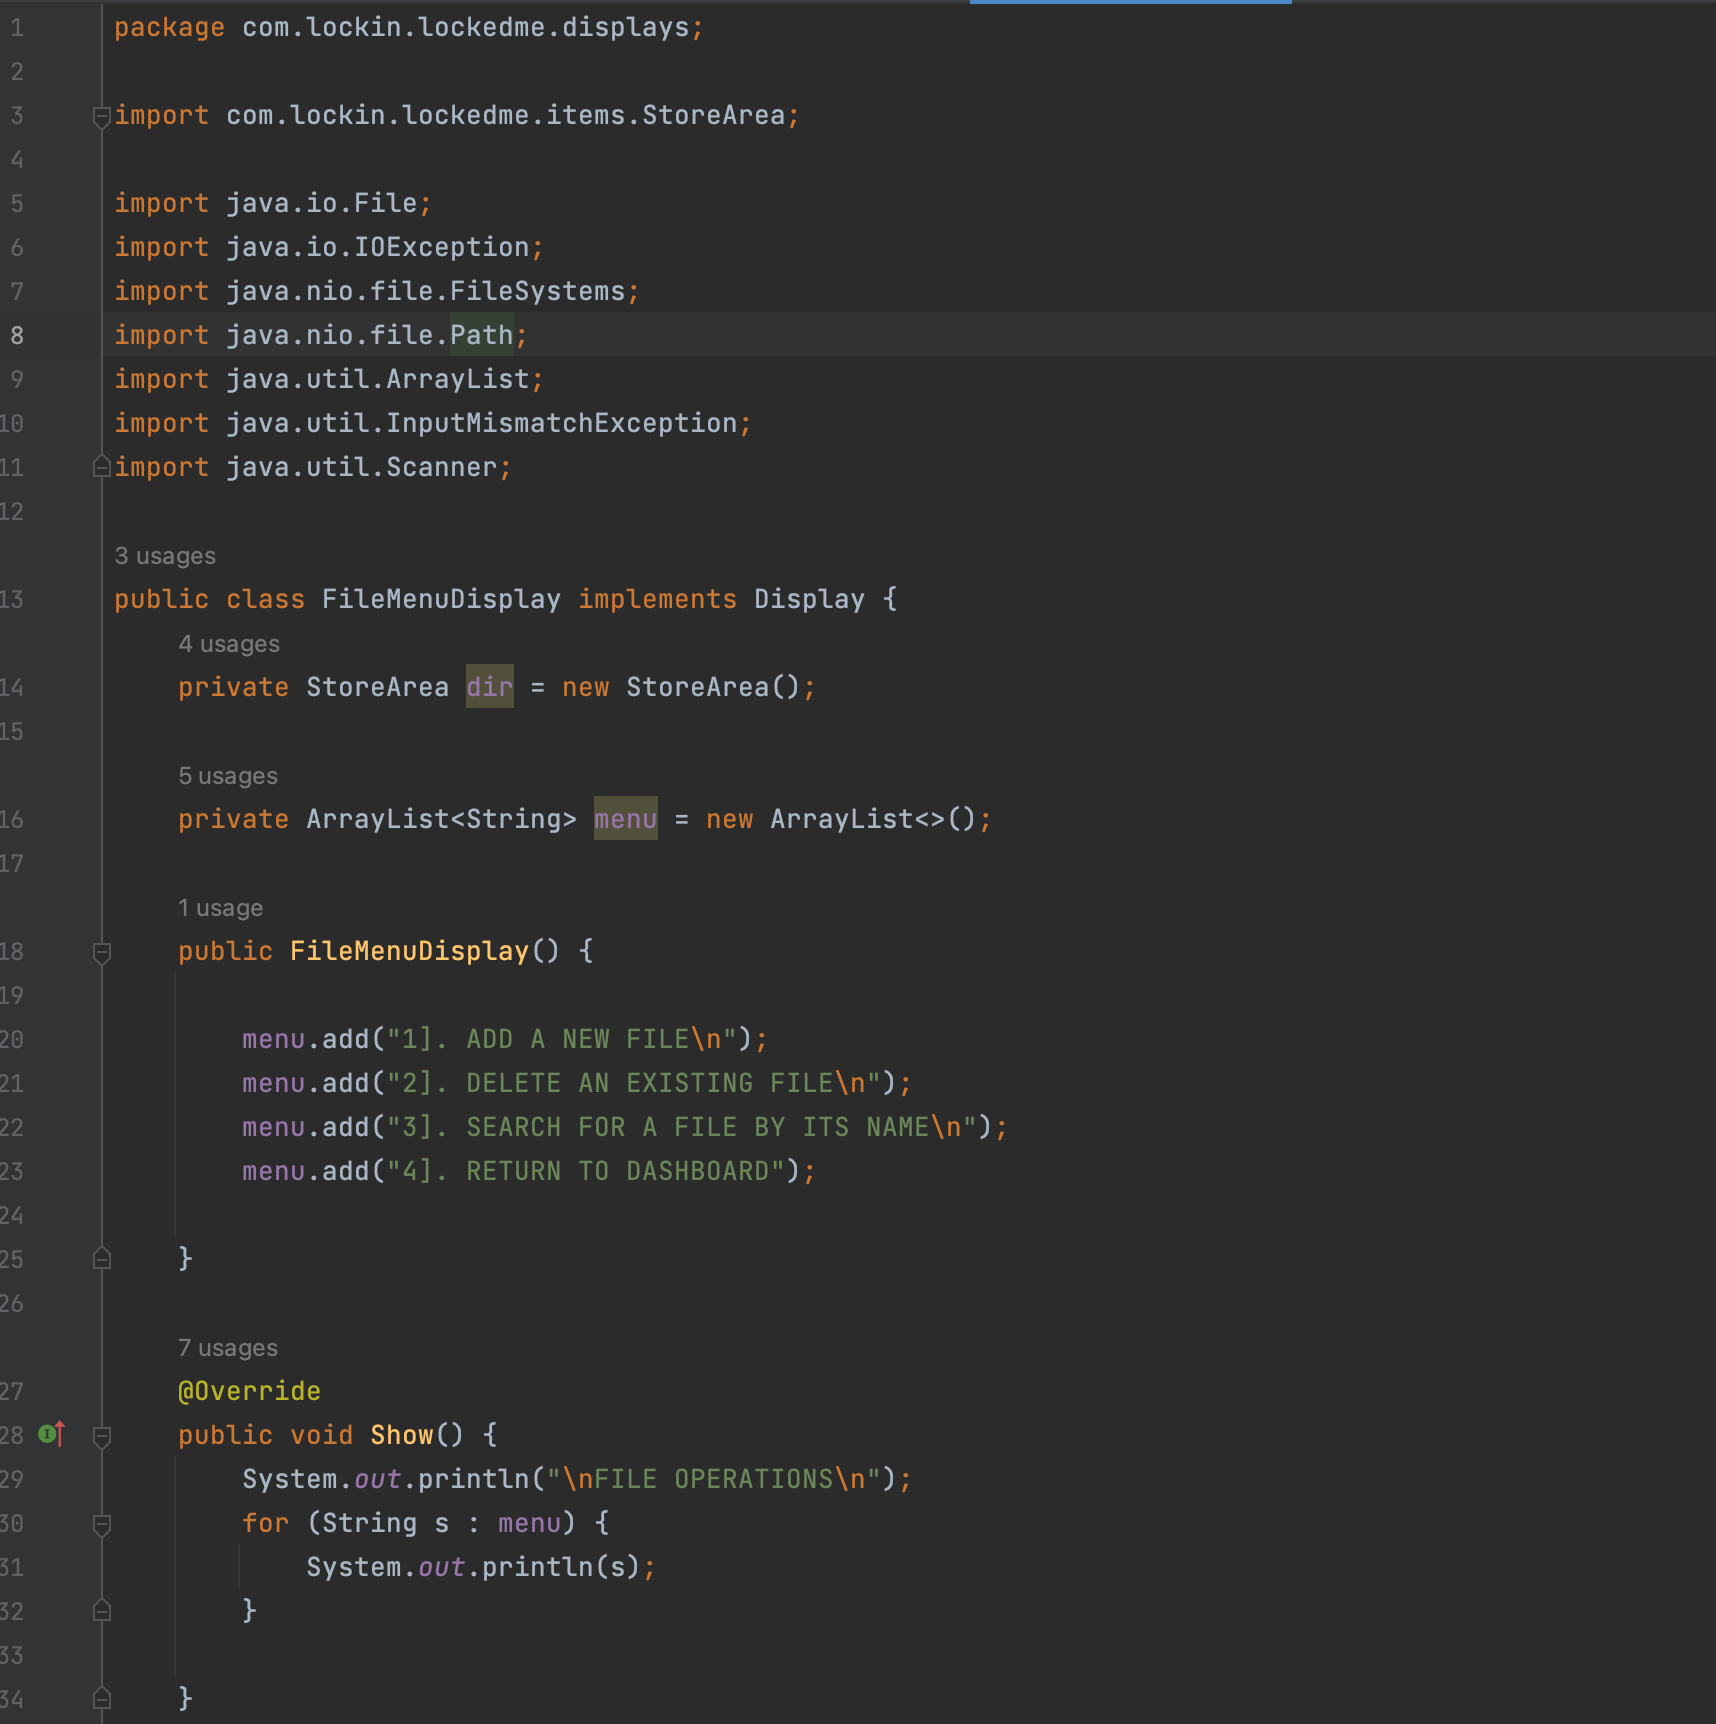 1 package com.lockin.lockedme.displays;
2
3 import com.lockin.lockedme.items.StoreArea;
4
5 import java.io.File;
6 import java.io.IOException;
7 import java.nio.file.FileSystems;
8 import java.nio.file.Path;
9 import java.util.ArrayList;
10 import java.util.InputMismatchException;
11 import java.util.Scanner;
12
3 usages
13 public class FileMenuDisplay implements Display {
4 usages
14 private StoreArea dir = new StoreArea();
15
5 usages
16 private ArrayList<String> menu = new ArrayList<>();
17
1 usage
18 public FileMenuDisplay() {
19
20 menu.add("1]. ADD A NEW FILE\n");
21 menu.add("2]. DELETE AN EXISTING FILE\n");
22 menu.add("3]. SEARCH FOR A FILE BY ITS NAME\n");
23 menu.add("4]. RETURN TO DASHBOARD");
24
25 }
26
7 usages
27 @Override
28 public void Show() {
29 System.out.println("\nFILE OPERATIONS\n");
30 for (String s : menu) {
31 System.out.println(s);
32 }
33
34 }